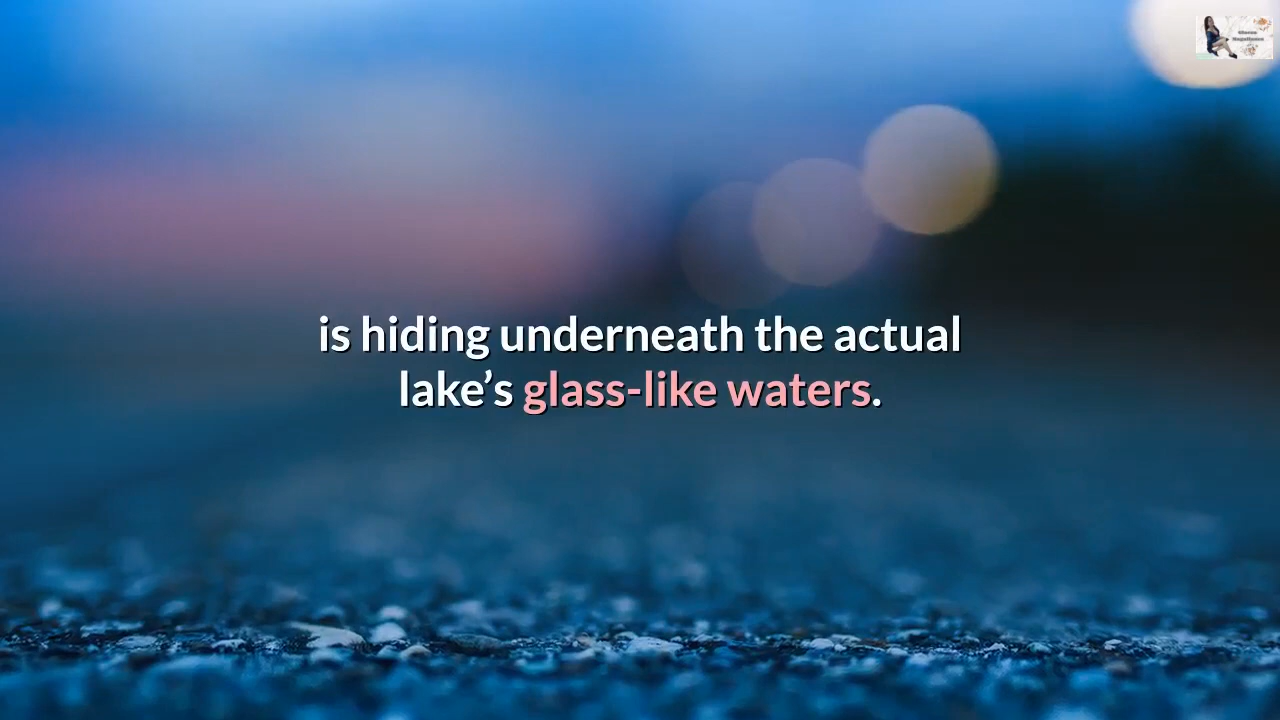 is hiding underneath the actual
lake’s glass-like waters.